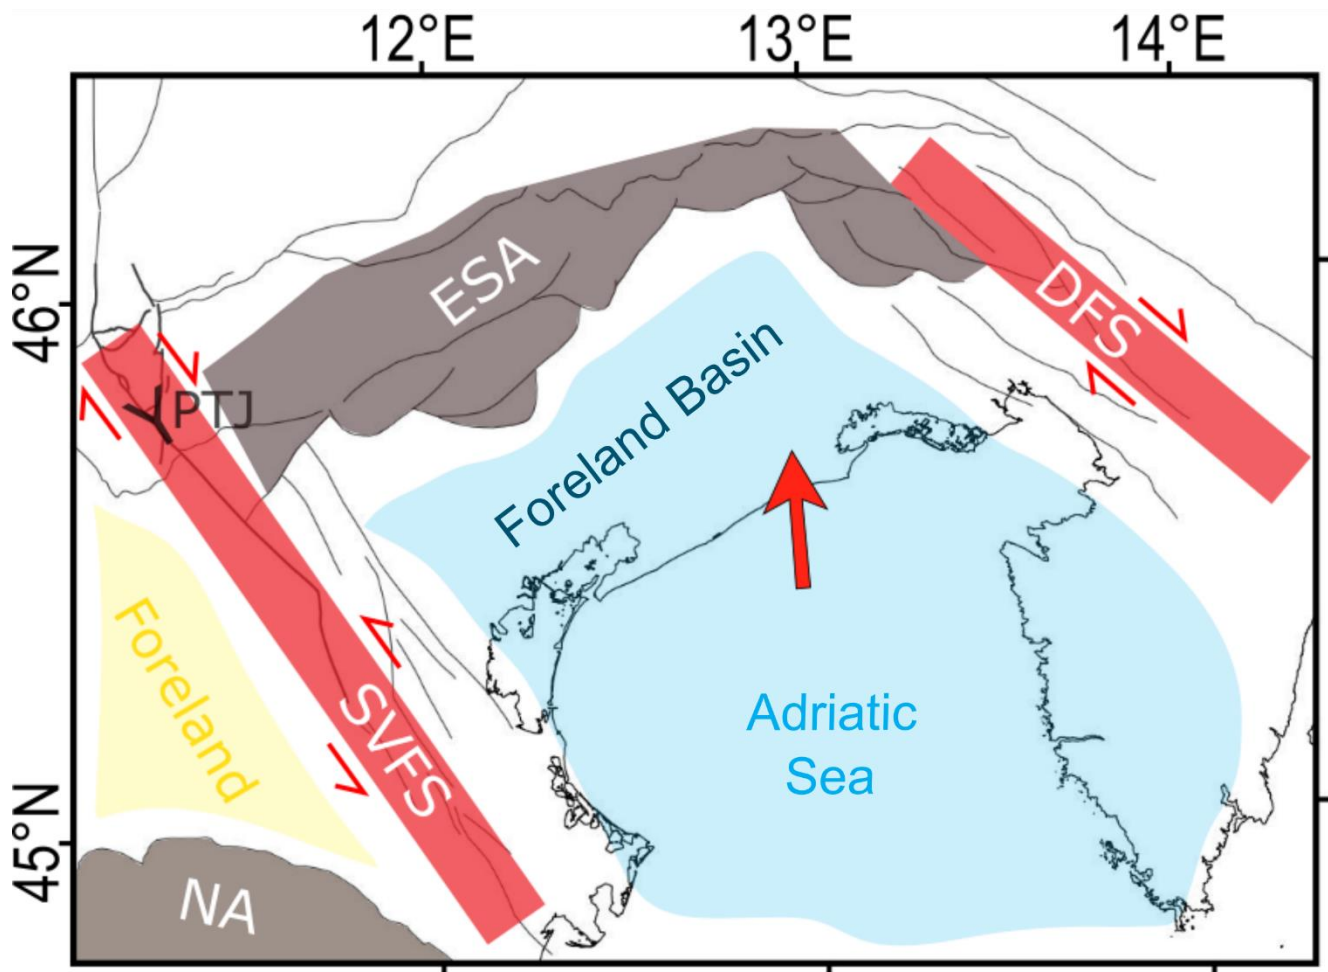 12°E
13°E
14°E
46°N
45°N
ESA
DFS
PTJ
Foreland Basin
Foreland
SVFS
Adriatic
Sea
NA